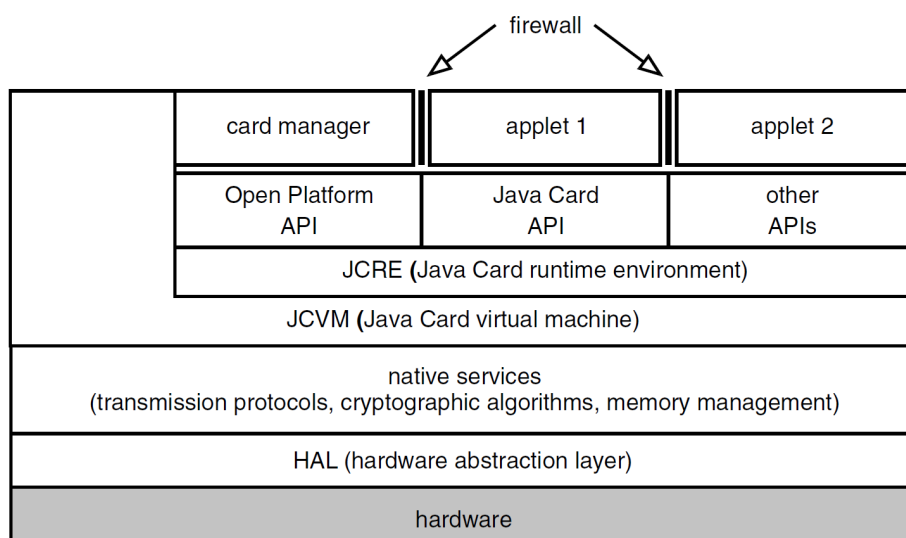 firewall
card manager
applet 1
applet 2
Open Platform
API
Java Card
API
other
APIs
JCRE (Java Card runtime environment)
JCVM (Java Card virtual machine)
native services
(transmission protocols, cryptographic algorithms, memory management)
HAL (hardware abstraction layer)
hardware